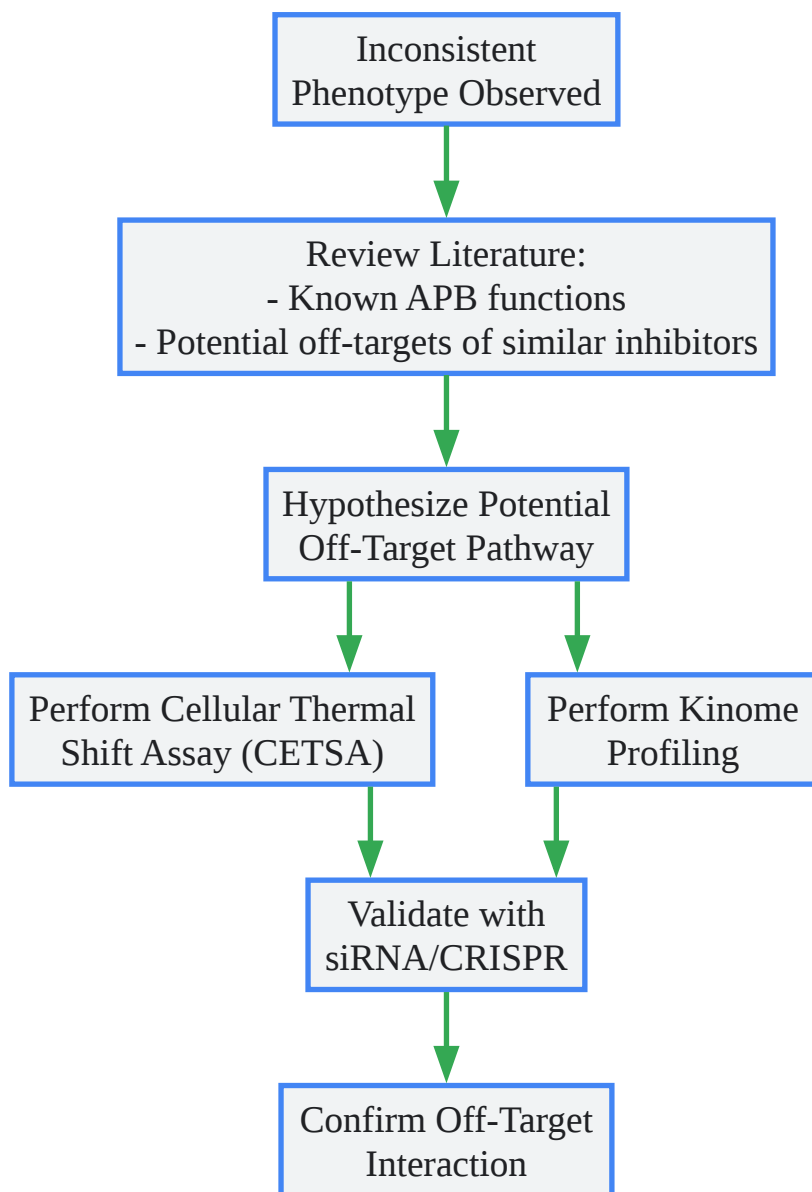 Inconsistent
Phenotype Observed
Review Literature:
- Known APB functions
- Potential off-targets of similar inhibitors
Hypothesize Potential
Off-Target Pathway
Perform Cellular Thermal
Shift Assay (CETSA)
Perform Kinome
Profiling
Validate with
siRNA/CRISPR
Confirm Off-Target
Interaction